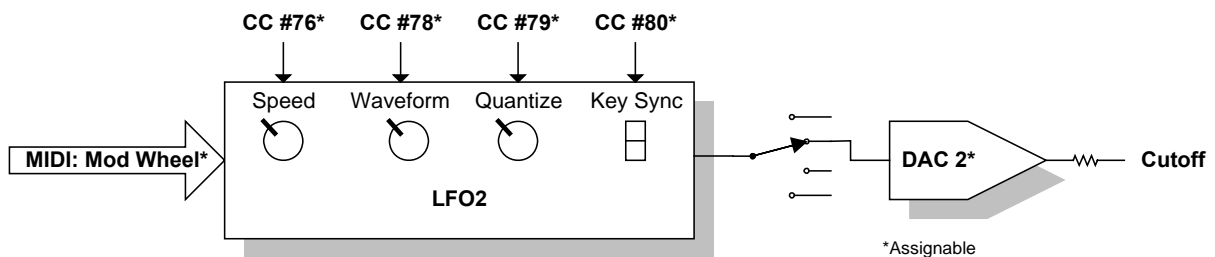 CC #76* CC #78* CC #79* CC #80*
Speed Waveform Quantize Key Sync
MIDI: Mod Wheel* DAC 2* Cutoff
LFO2
*Assignable